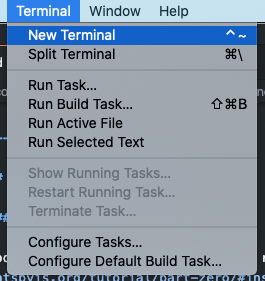 Terminal Window Help
New Terminal ^~
Split Terminal ⌘\
Run Task...
Run Build Task... ⇧⌘B
Run Active File
Run Selected Text
Show Running Tasks...
Restart Running Task...
Terminate Task...
Configure Tasks...
Configure Default Build Task...